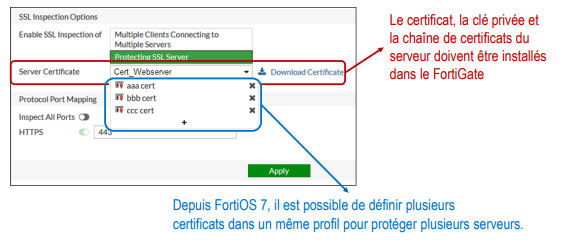 SSL Inspection Options
Enable SSL Inspection of
Multiple Clients Connecting to
Multiple Servers
Protecting SSL Server
Server Certificate
Cert_Webserver
Download Certificate
aaa cert
bbb cert
ccc cert
+
Protocol Port Mapping
Inspect All Ports
HTTPS
443
Apply
Le certificat, la clé privée et
la chaîne de certificats du
serveur doivent être installés
dans le FortiGate
Depuis FortiOS 7, il est possible de définir plusieurs
certificats dans un même profil pour protéger plusieurs serveurs.